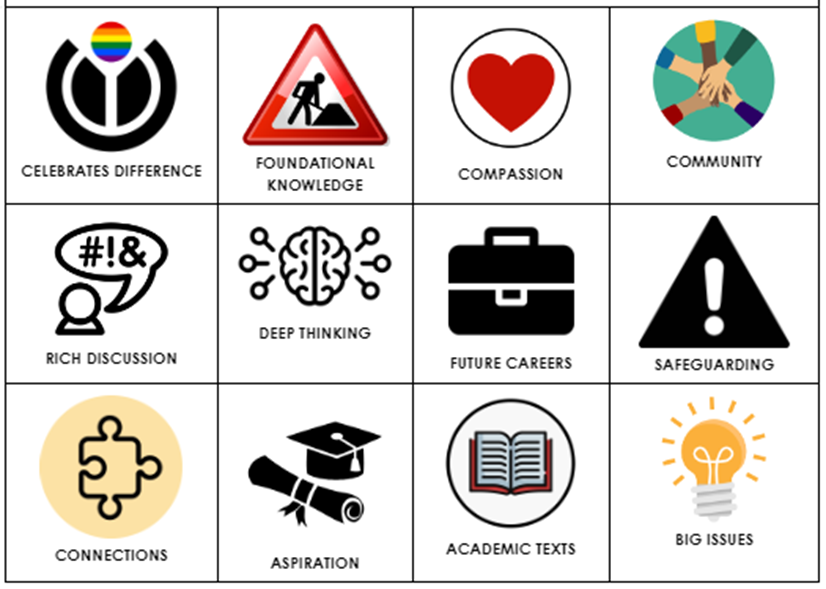 CELEBRATES DIFFERENCE
FOUNDATIONAL
KNOWLEDGE
COMPASSION
COMMUNITY
#!&
RICH DISCUSSION
DEEP THINKING
FUTURE CAREERS
!
SAFEGUARDING
CONNECTIONS
ASPIRATION
ACADEMIC TEXTS
BIG ISSUES